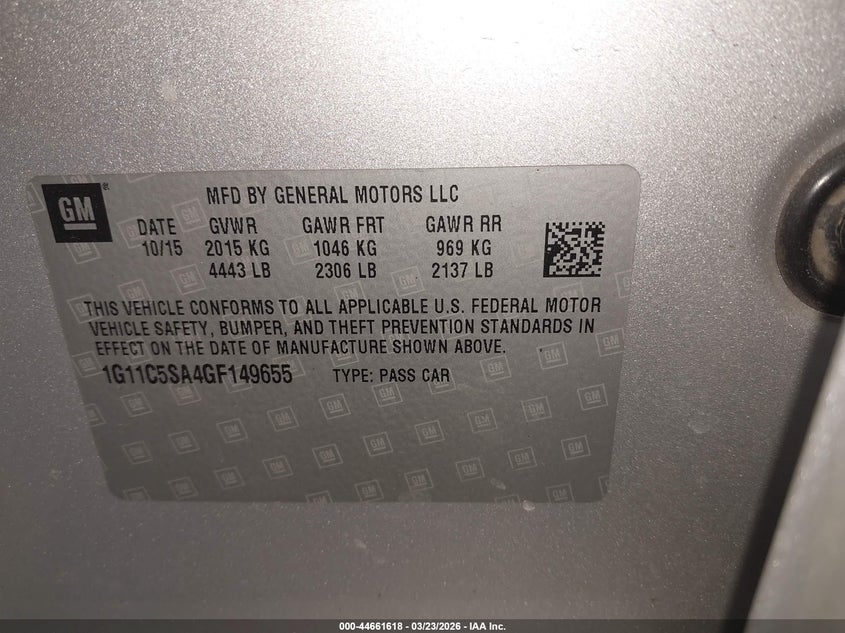 GM®
MFD BY GENERAL MOTORS LLC
DATE GVWR GAWR FRT GAWR RR
10/15 2015 KG 1046 KG 969 KG
4443 LB 2306 LB 2137 LB
THIS VEHICLE CONFORMS TO ALL APPLICABLE U.S. FEDERAL MOTOR
VEHICLE SAFETY, BUMPER, AND THEFT PREVENTION STANDARDS IN
EFFECT ON THE DATE OF MANUFACTURE SHOWN ABOVE.
1G11C5SA4GF149655 TYPE: PASS CAR
000-44661618 - 03/23/2026 - IAA Inc.